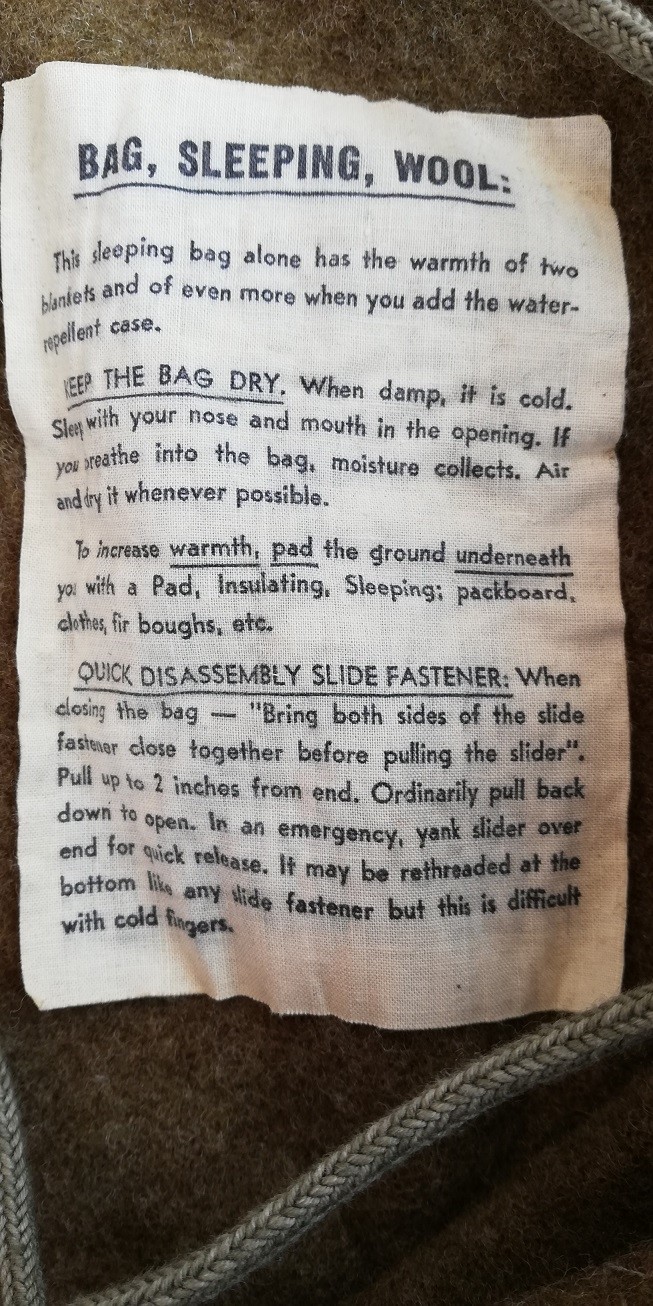 BAG, SLEEPING, WOOL:
This sleeping bag alone has the warmth of two
blankets and of even more when you add the water-
repellent case.
KEEP THE BAG DRY. When damp, it is cold.
Sleep with your nose and mouth in the opening. If
you breathe into the bag, moisture collects. Air
and dry it whenever possible.
To increase warmth, pad the ground underneath
you with a Pad, Insulating, Sleeping; packboard,
clothes, fir boughs, etc.
QUICK DISASSEMBLY SLIDE FASTENER: When
closing the bag — "Bring both sides of the slide
fastener close together before pulling the slider".
Pull up to 2 inches from end. Ordinarily pull back
down to open. In an emergency, yank slider over
end for quick release. It may be rethreaded at the
bottom like any slide fastener but this is difficult
with cold fingers.